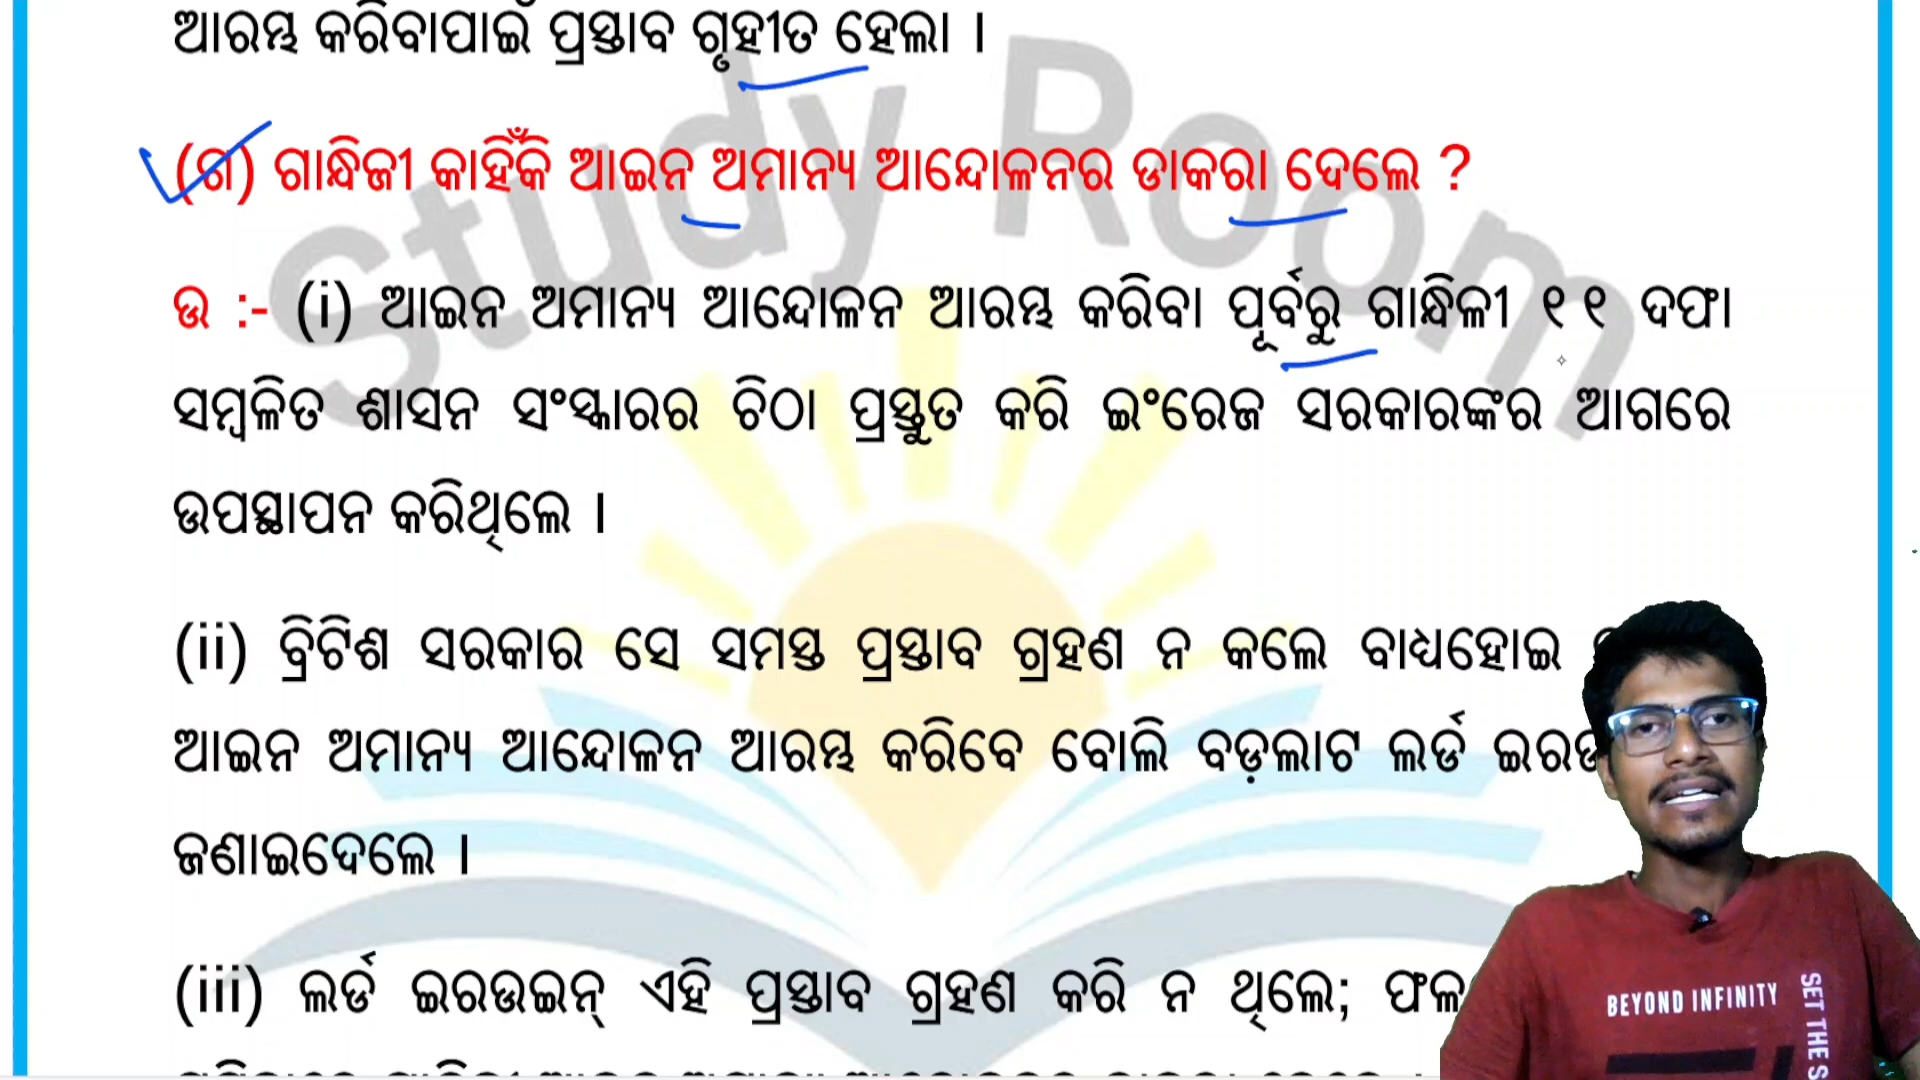 ଆରମ୍ଭ କରିବାପାଇଁ ପ୍ରସ୍ତାବ ଗୃହୀତ ହେଲା ।
(ଗ) ଗାନ୍ଧିଜୀ କାହିଁକି ଆଇନ ଅମାନ୍ୟ ଆନ୍ଦୋଳନର ଡାକରା ଦେଲେ ?
ଉ :- (i) ଆଇନ ଅମାନ୍ୟ ଆନ୍ଦୋଳନ ଆରମ୍ଭ କରିବା ପୂର୍ବରୁ ଗାନ୍ଧିଳୀ ୧୧ ଦଫା
ସମ୍ବଳିତ ଶାସନ ସଂସ୍କାରର ଚିଠା ପ୍ରସ୍ତୁତ କରି ଇଂରେଜ ସରକାରଙ୍କର ଆଗରେ
ଉପସ୍ଥାପନ କରିଥିଲେ ।
(ii) ବ୍ରିଟିଶ ସରକାର ସେ ସମସ୍ତ ପ୍ରସ୍ତାବ ଗ୍ରହଣ ନ କଲେ ବାଧ୍ୟହୋଇ
ଆଇନ ଅମାନ୍ୟ ଆନ୍ଦୋଳନ ଆରମ୍ଭ କରିବେ ବୋଲି ବଡ଼ଲାଟ ଲର୍ଡ
ଜଣାଇଦେଲେ ।
(iii) ଲର୍ଡ ଇରଉଇନ୍ ଏହି ପ୍ରସ୍ତାବ ଗ୍ରହଣ କରି ନ ଥିଲେ;
Study Room
BEYOND INFINITY
SET THE